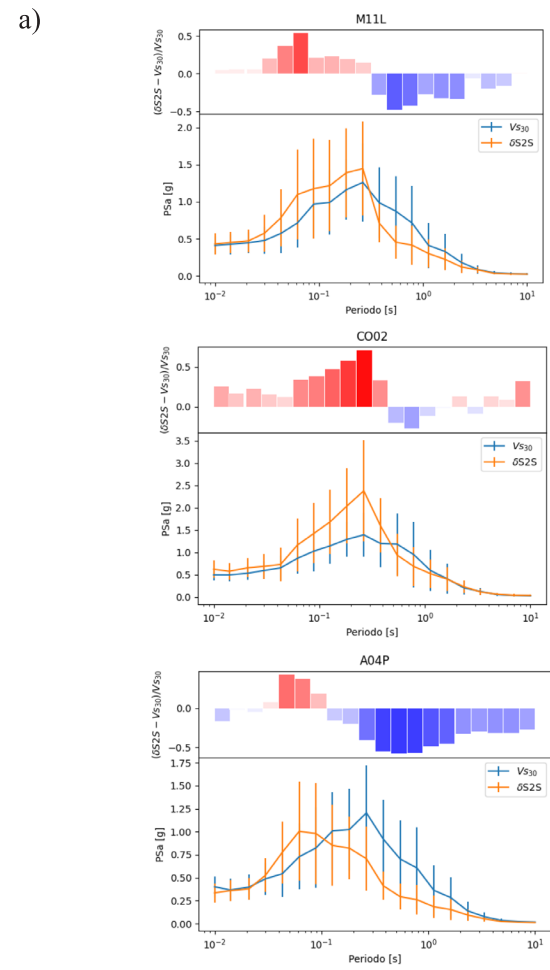 a)
M11L
(δS2S − Vs30)/Vs30
0.5
0.0
−0.5
Vs30
δS2S
PSa [g]
2.0
1.5
1.0
0.5
0.0
10−2
10−1
100
101
Periodo [s]
CO02
(δS2S − Vs30)/Vs30
0.5
0.0
Vs30
δS2S
PSa [g]
3.5
3.0
2.5
2.0
1.5
1.0
0.5
0.0
10−2
10−1
100
101
Periodo [s]
A04P
(δS2S − Vs30)/Vs30
0.0
−0.5
Vs30
δS2S
PSa [g]
1.75
1.50
1.25
1.00
0.75
0.50
0.25
0.00
10−2
10−1
100
101
Periodo [s]